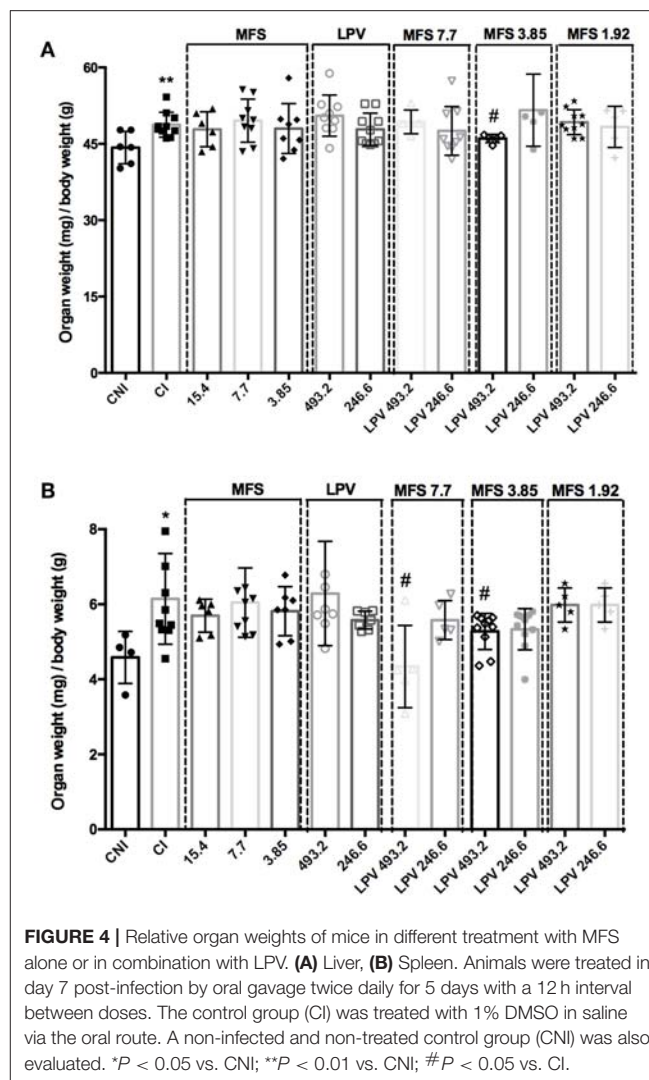 A
MFS
LPV
MFS 7.7
MFS 3.85
MFS 1.92
Organ weight (mg) / body weight (g)
60
45
30
15
0
**
#
CNI
CI
15.4
7.7
3.85
493.2
246.6
LPV 493.2
LPV 246.6
LPV 493.2
LPV 246.6
LPV 493.2
LPV 246.6
B
MFS
LPV
MFS 7.7
MFS 3.85
MFS 1.92
Organ weight (mg) / body weight (g)
8
6
4
2
0
*
#
#
CNI
CI
15.4
7.7
3.85
493.2
246.6
LPV 493.2
LPV 246.6
LPV 493.2
LPV 246.6
LPV 493.2
LPV 246.6
FIGURE 4 | Relative organ weights of mice in different treatment with MFS
alone or in combination with LPV. (A) Liver, (B) Spleen. Animals were treated in
day 7 post-infection by oral gavage twice daily for 5 days with a 12 h interval
between doses. The control group (CI) was treated with 1% DMSO in saline
via the oral route. A non-infected and non-treated control group (CNI) was also
evaluated. *P < 0.05 vs. CNI; **P < 0.01 vs. CNI; #P < 0.05 vs. CI.